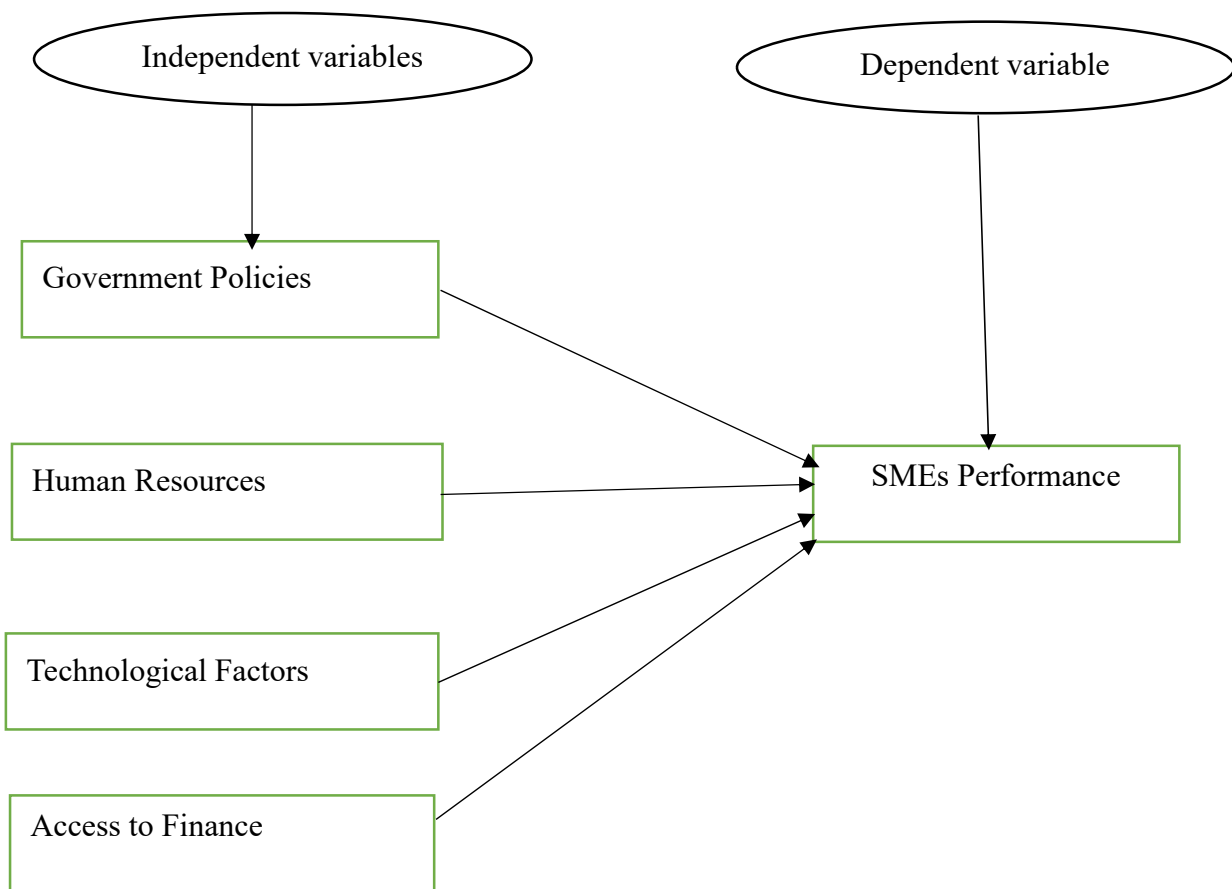 Independent variables
Dependent variable
Government Policies
Human Resources
SMEs Performance
Technological Factors
Access to Finance